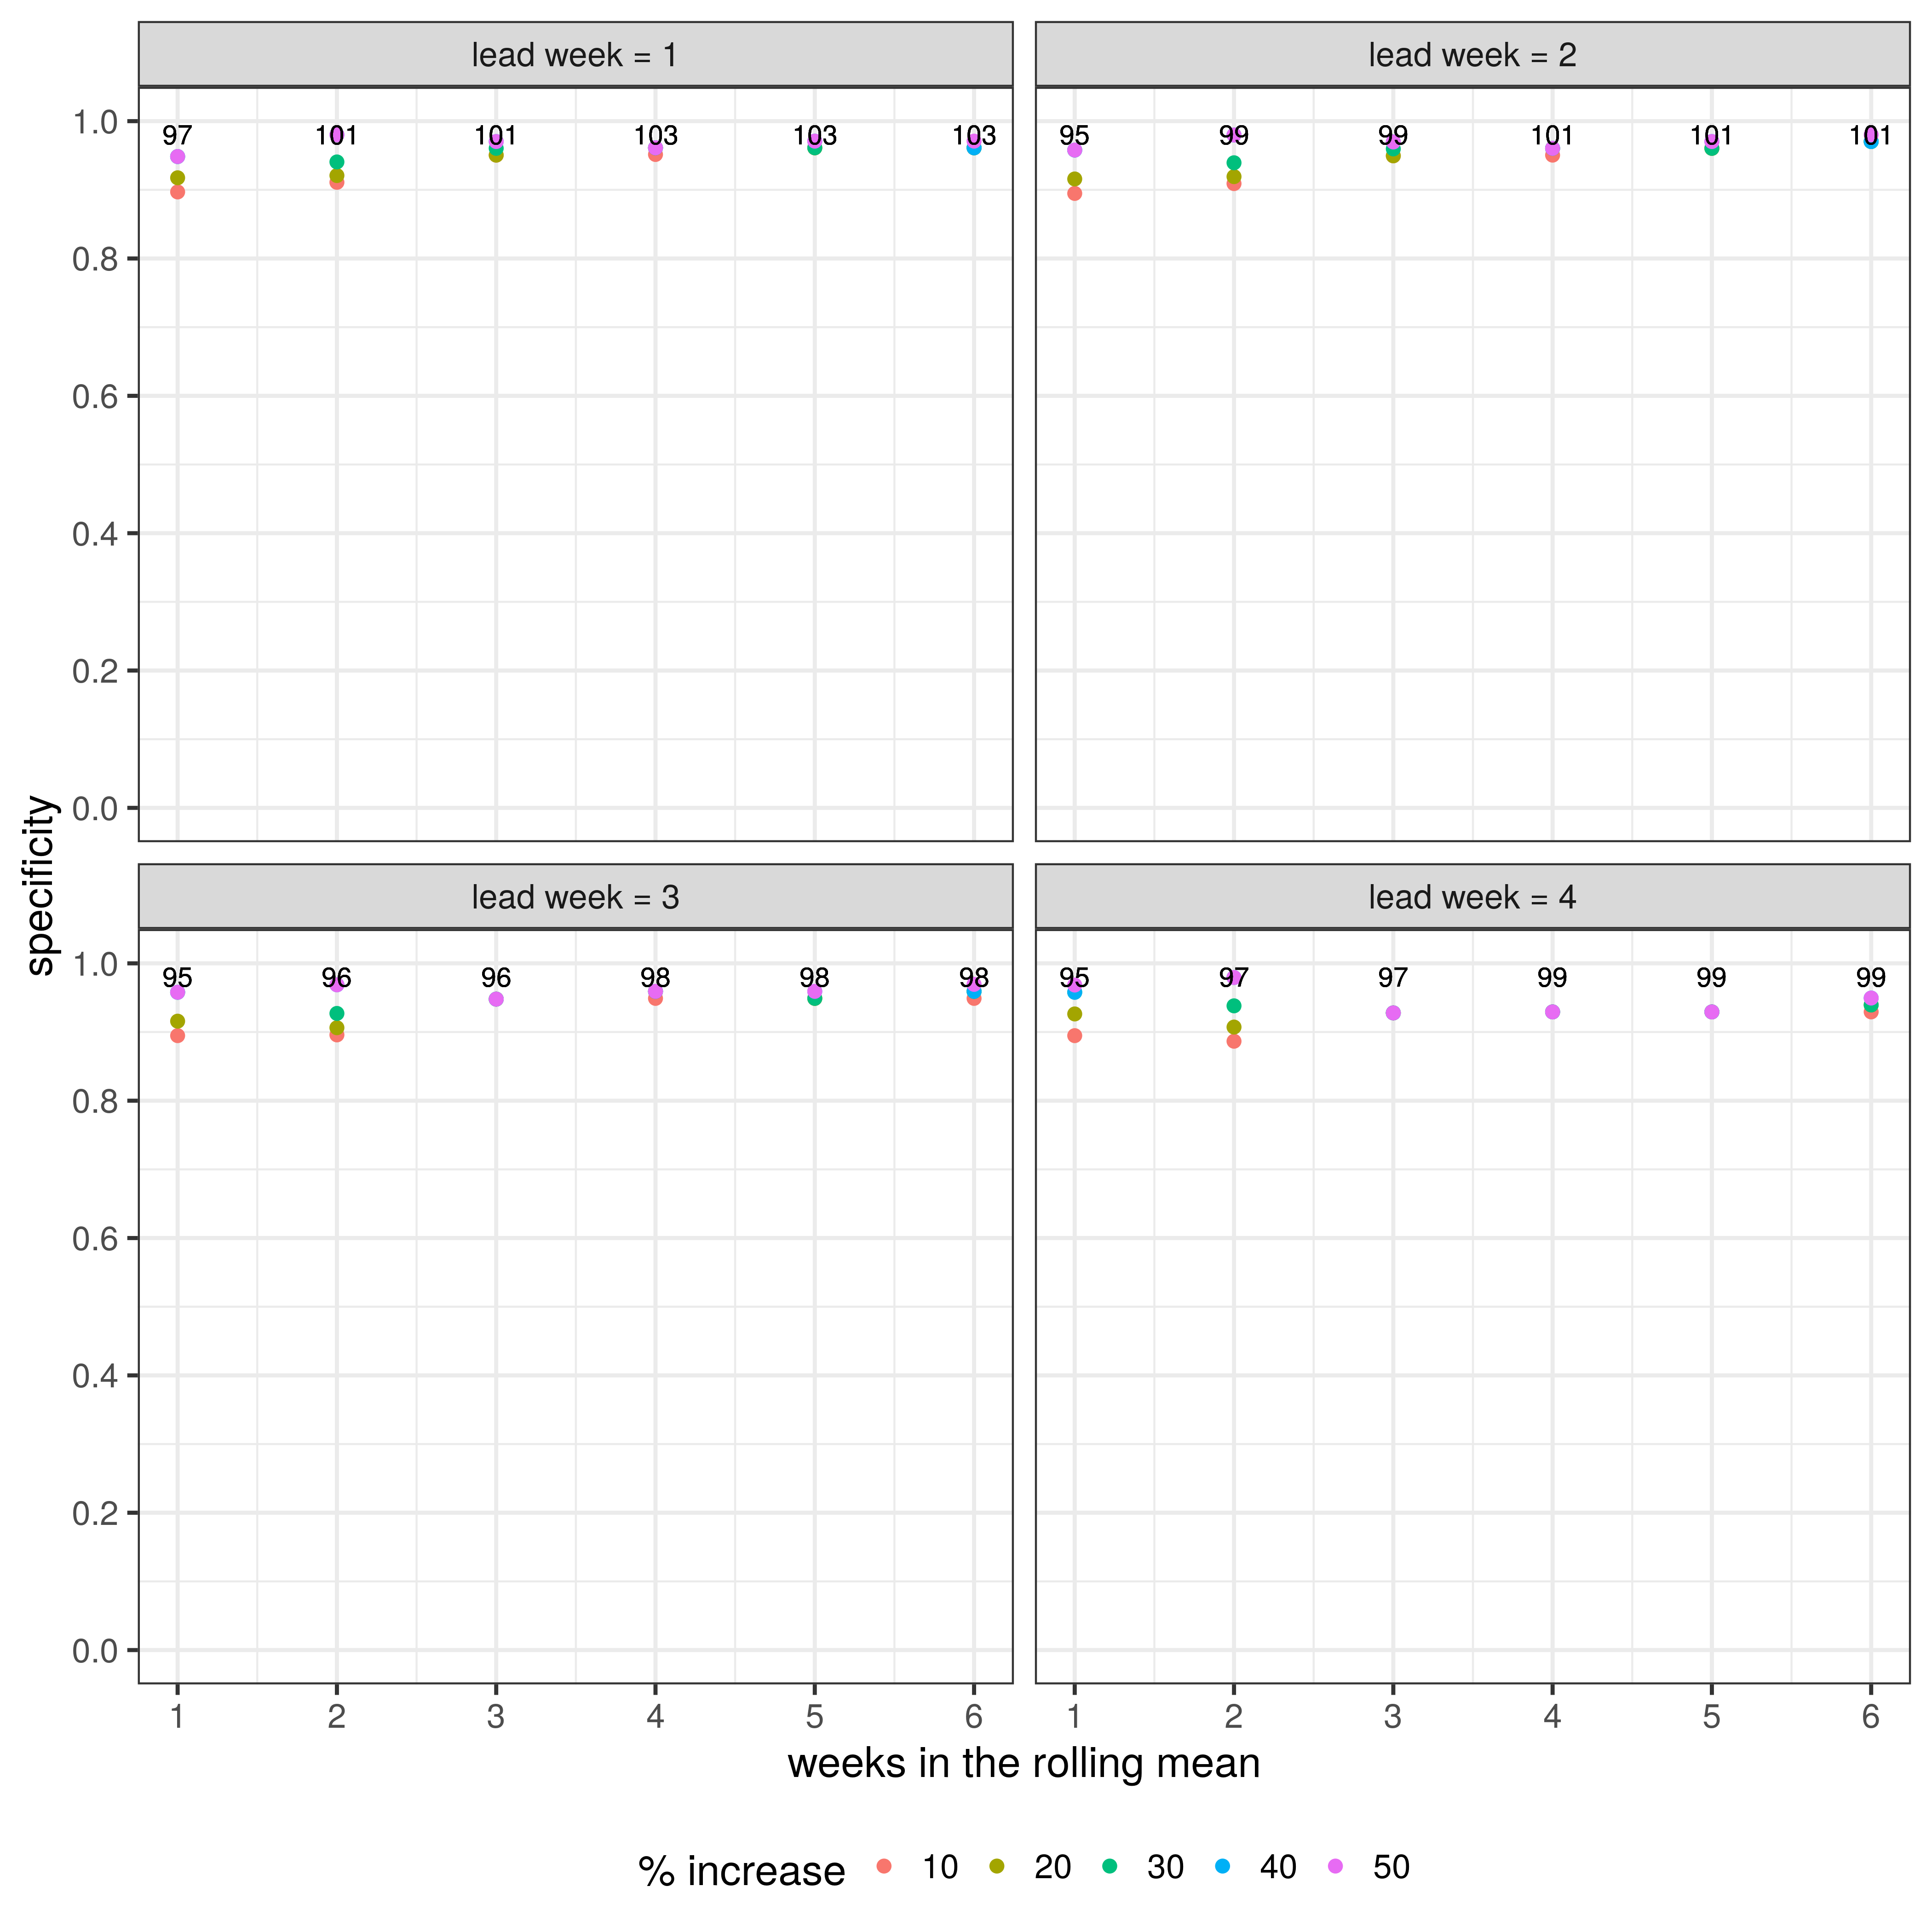 lead week = 1
lead week = 2
97 101 101 103 103 103
95 99 99 101 101 101
1.0
0.8
0.6
0.4
0.2
0.0
specificity
lead week = 3
lead week = 4
95 96 96 98 98 98
95 97 97 99 99 99
1.0
0.8
0.6
0.4
0.2
0.0
1 2 3 4 5 6
1 2 3 4 5 6
weeks in the rolling mean
% increase 10 20 30 40 50